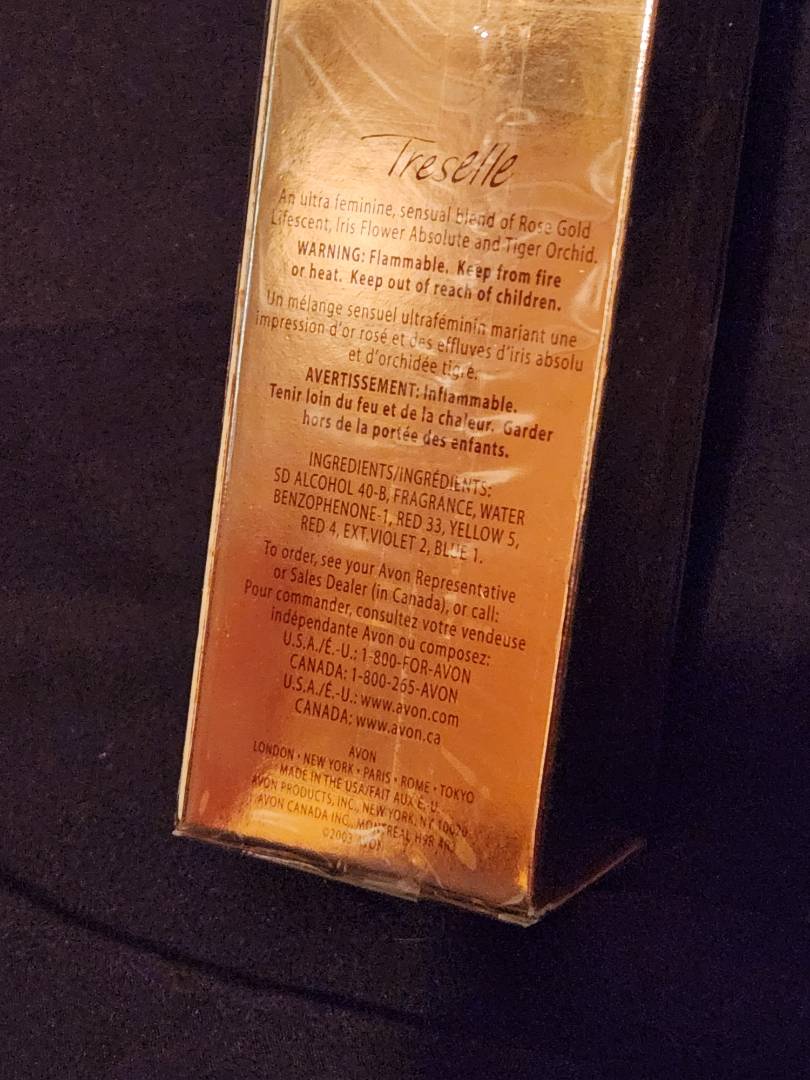 Treselle
An ultra feminine, sensual blend of Rose Gold
Lifescent, Iris Flower Absolute and Tiger Orchid.
WARNING: Flammable. Keep from fire
or heat. Keep out of reach of children.
Un mélange sensuel ultraféminin mariant une
impression d'or rosé et des effluves d'iris absolu
et d'orchidée tigré.
AVERTISSEMENT: Inflammable.
Tenir loin du feu et de la chaleur. Garder
hors de la portée des enfants.
INGREDIENTS/INGRÉDIENTS:
SD ALCOHOL 40-B, FRAGRANCE, WATER
BENZOPHENONE-1, RED 33, YELLOW 5,
RED 4, EXT.VIOLET 2, BLUE 1.
To order, see your Avon Representative
or Sales Dealer (in Canada), or call:
Pour commander, consultez votre vendeuse
indépendante Avon ou composez:
U.S.A./É.-U.: 1-800-FOR-AVON
CANADA: 1-800-265-AVON
U.S.A./É.-U.: www.avon.com
CANADA: www.avon.ca
AVON
LONDON • NEW YORK • PARIS • ROME • TOKYO
MADE IN THE USA/FAIT AUX É.-U.
AVON PRODUCTS, INC., NEW YORK, NY 10020
AVON CANADA INC., MONTREAL H9R
©2003 AVON